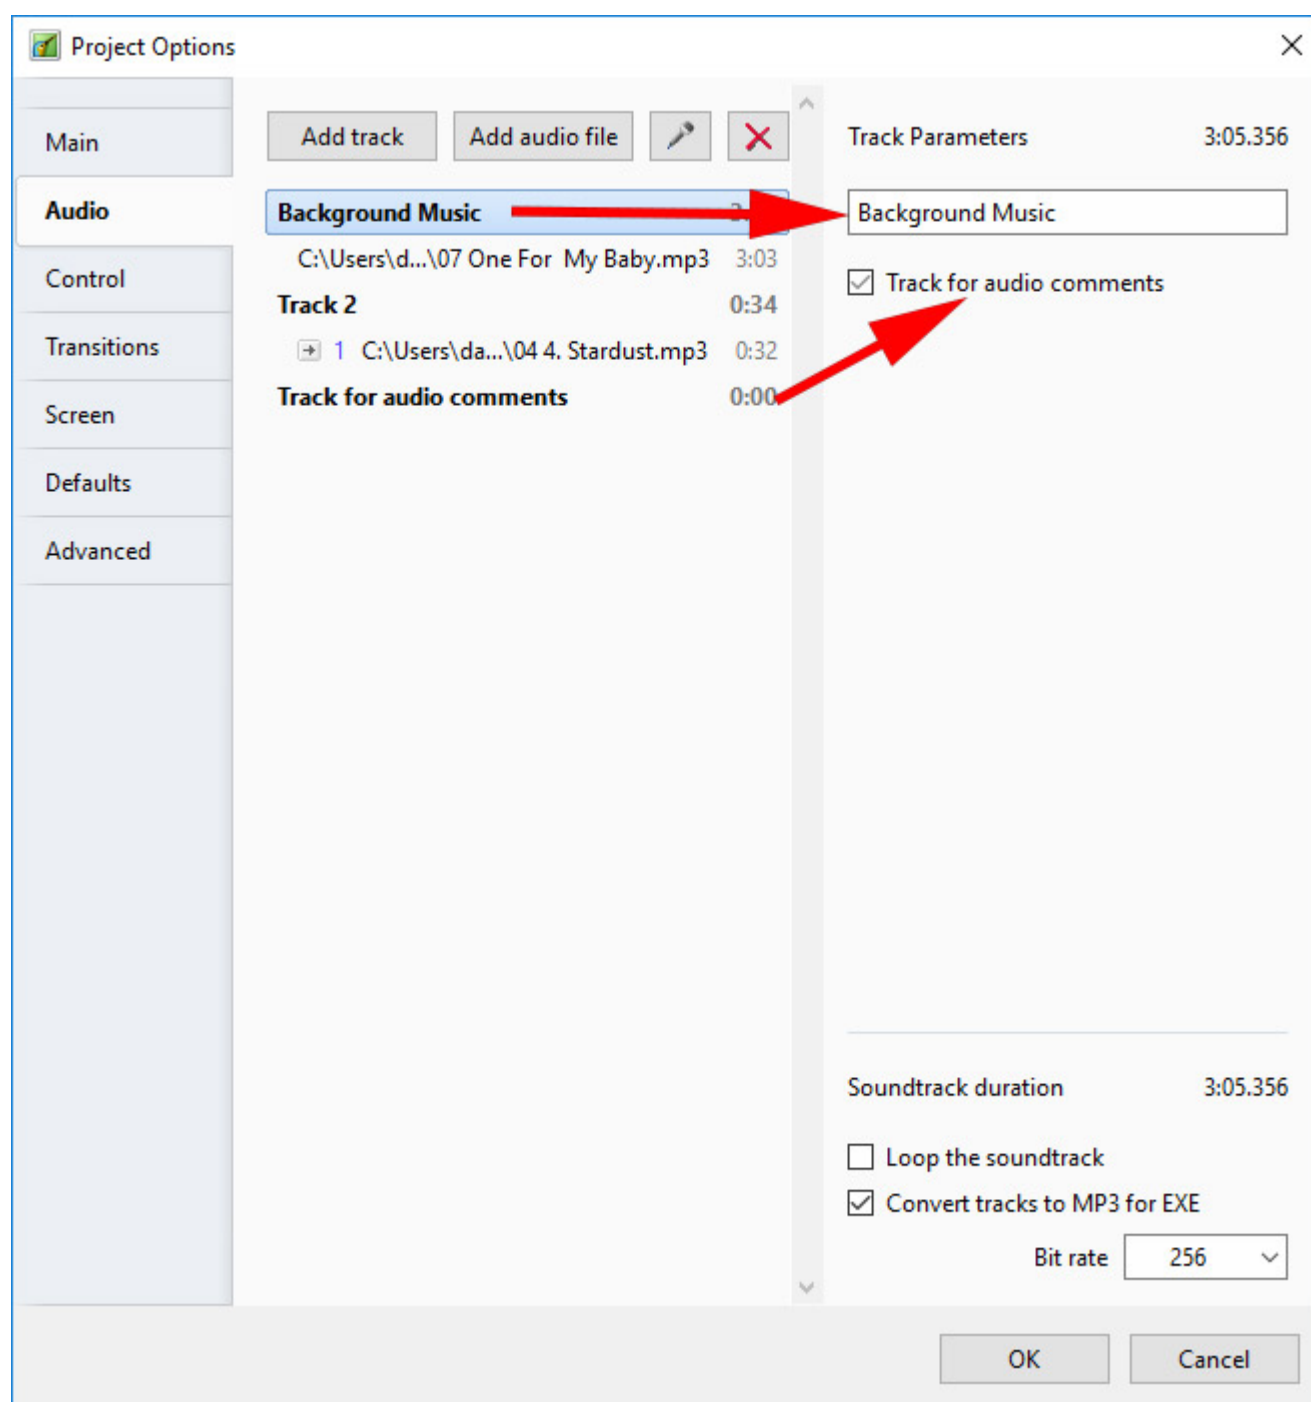 Project Options
Main
Audio
Control
Transitions
Screen
Defaults
Advanced
Add track Add audio file
Background Music
C:\Users\d...\07 One For  My Baby.mp3 3:03
Track 2 0:34
1 C:\Users\da...\04 4. Stardust.mp3 0:32
Track for audio comments 0:00
Track Parameters 3:05.356
Background Music
Track for audio comments
Soundtrack duration 3:05.356
Loop the soundtrack
Convert tracks to MP3 for EXE
Bit rate 256
OK Cancel